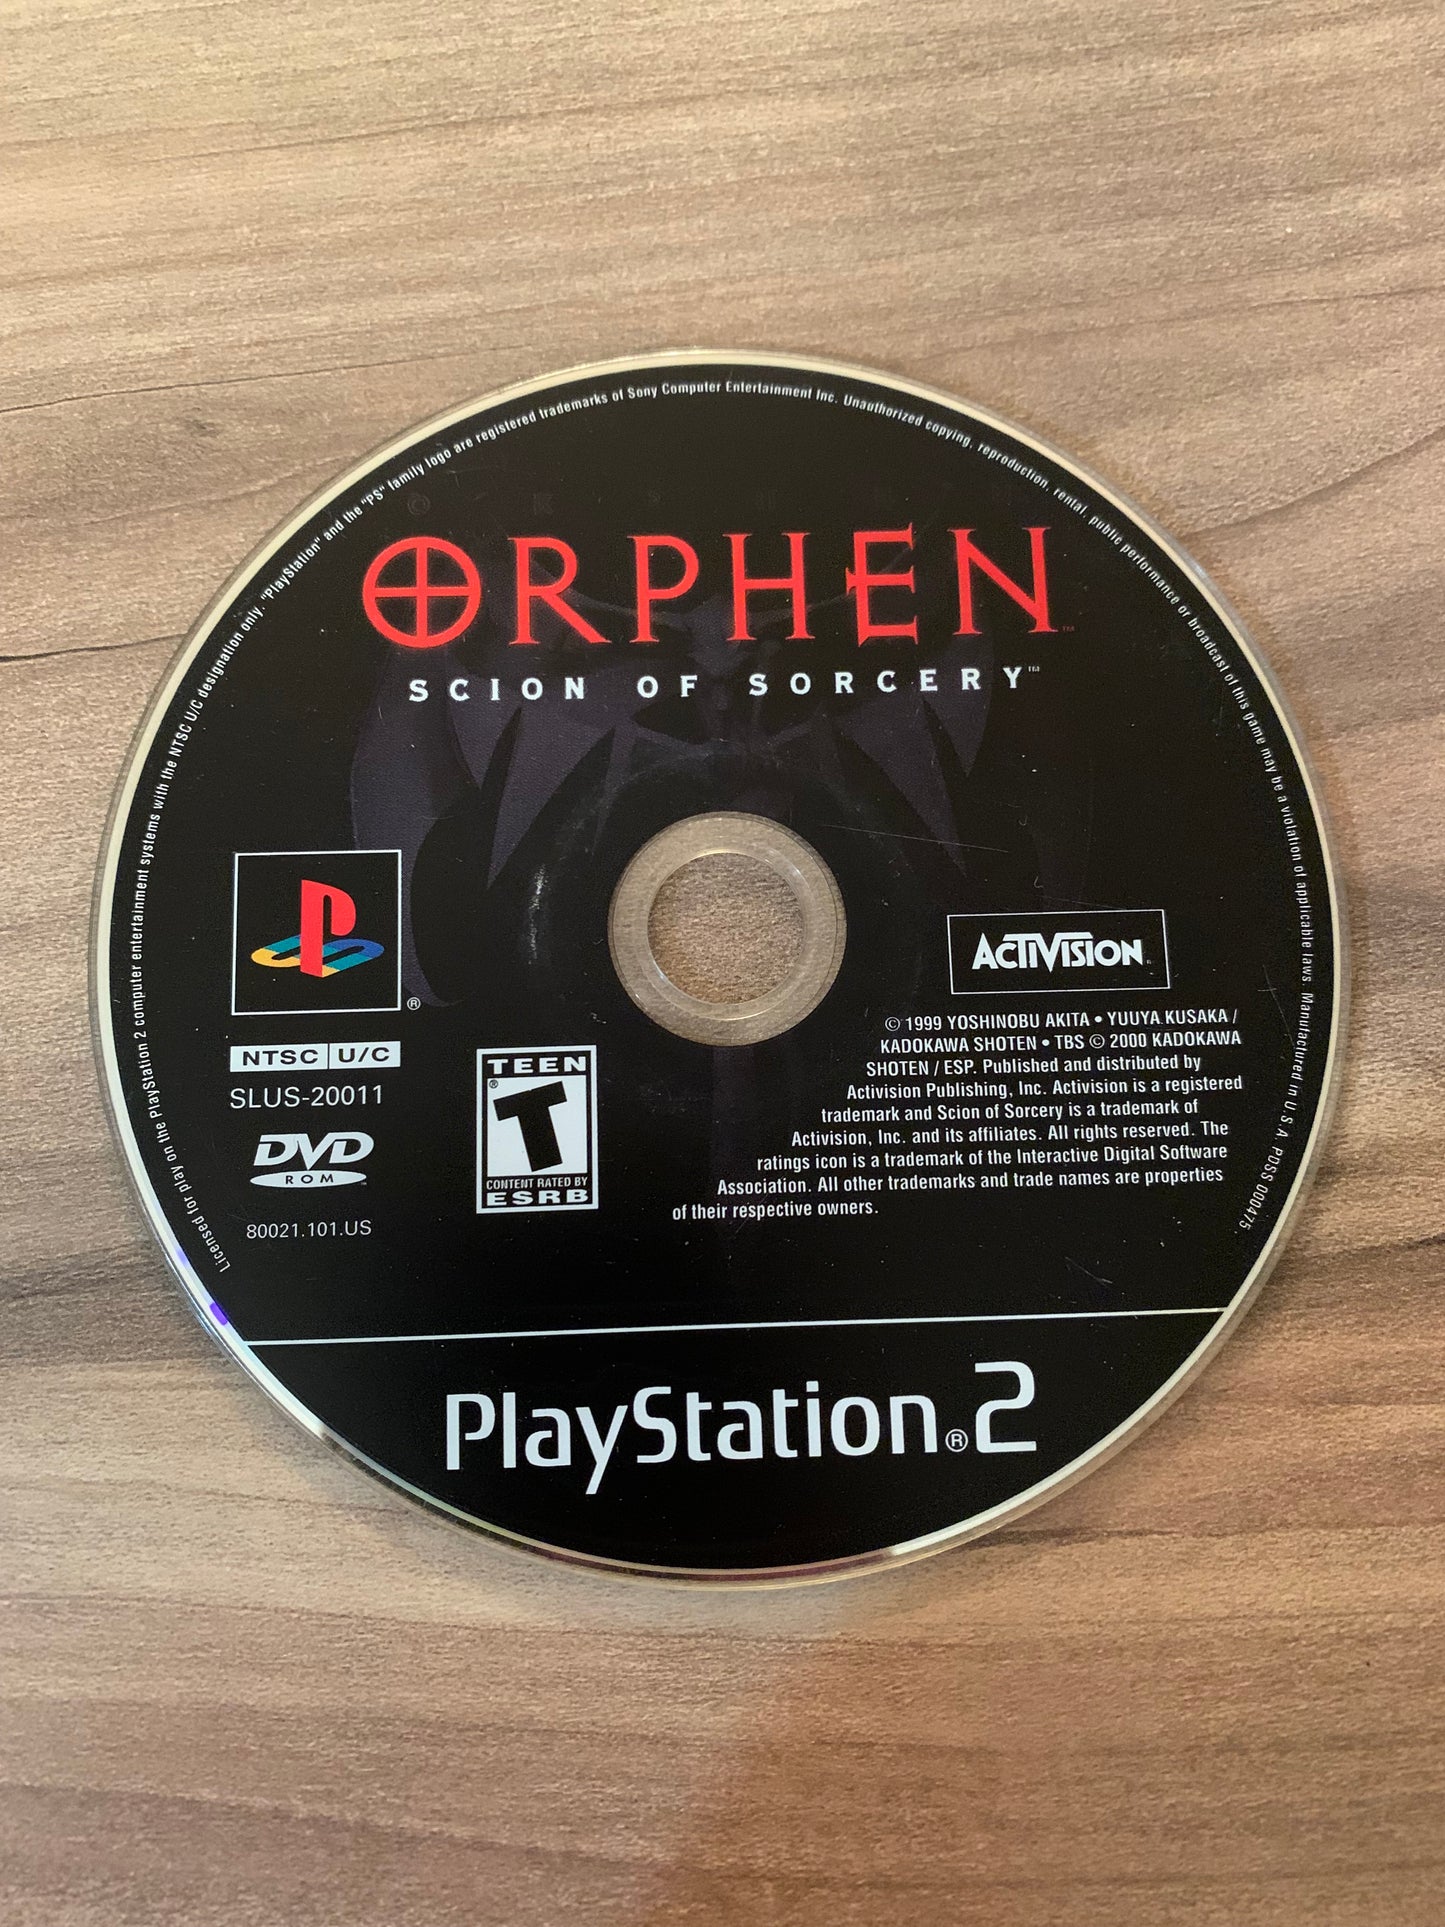 Licensed for play on the PlayStation 2 computer entertainment systems with the NTSC U/C designation only. "PlayStation" and the "PS" family logo are registered trademarks of Sony Computer Entertainment Inc. Unauthorized copying, reproduction, rental, public performance or broadcast of this game may be a violation of applicable laws. Manufactured in U.S.A. PDSS 000475.
ORPHEN™
SCION OF SORCERY™
®
NTSC U/C
SLUS-20011
DVD
ROM
80021.101.US
TEEN
®
T
CONTENT RATED BY
ESRB
ACTIVISION®
© 1999 YOSHINOBU AKITA • YUUYA KUSAKA /
KADOKAWA SHOTEN • TBS © 2000 KADOKAWA
SHOTEN / ESP. Published and distributed by
Activision Publishing, Inc. Activision is a registered
trademark and Scion of Sorcery is a trademark of
Activision, Inc. and its affiliates. All rights reserved. The
ratings icon is a trademark of the Interactive Digital Software
Association. All other trademarks and trade names are properties
of their respective owners.
PlayStation®2